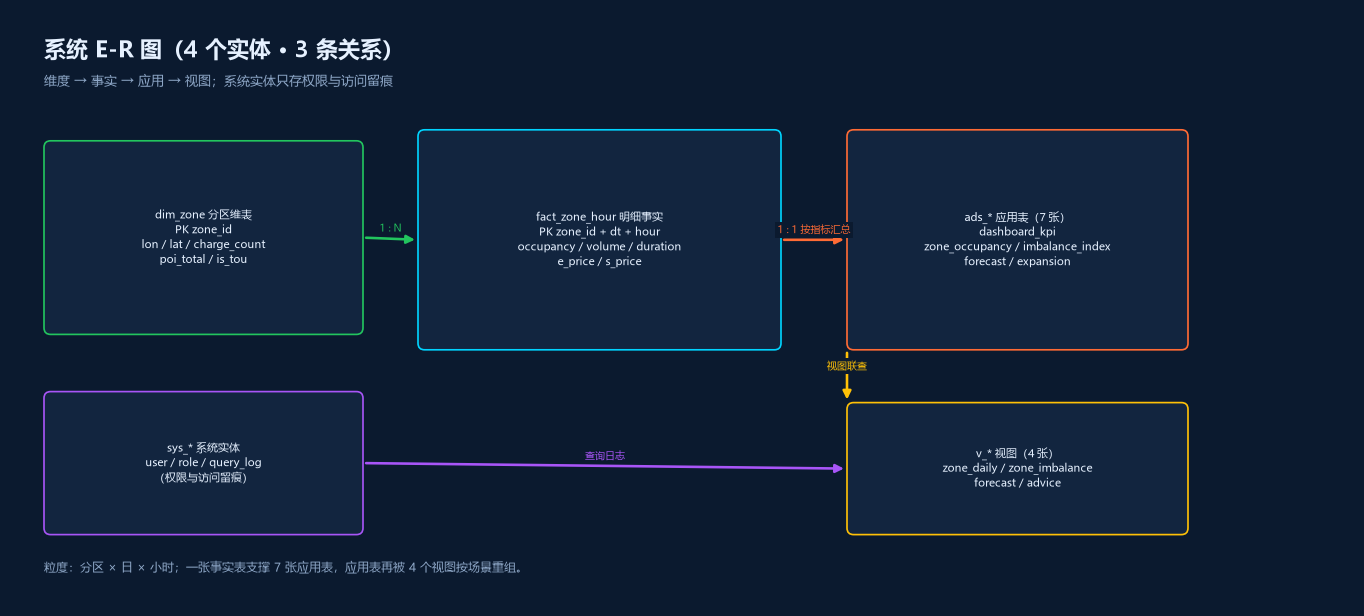 系统 E-R 图（4 个实体 · 3 条关系）
维度 → 事实 → 应用 → 视图；系统实体只存权限与访问留痕
dim_zone 分区维表
PK zone_id
lon / lat / charge_count
poi_total / is_tou
1 : N
fact_zone_hour 明细事实
PK zone_id + dt + hour
occupancy / volume / duration
e_price / s_price
1 : 1 按指标汇总
ads_* 应用表（7 张）
dashboard_kpi
zone_occupancy / imbalance_index
forecast / expansion
视图联查
sys_* 系统实体
user / role / query_log
（权限与访问留痕）
查询日志
v_* 视图（4 张）
zone_daily / zone_imbalance
forecast / advice
粒度：分区 × 日 × 小时；一张事实表支撑 7 张应用表，应用表再被 4 个视图按场景重组。